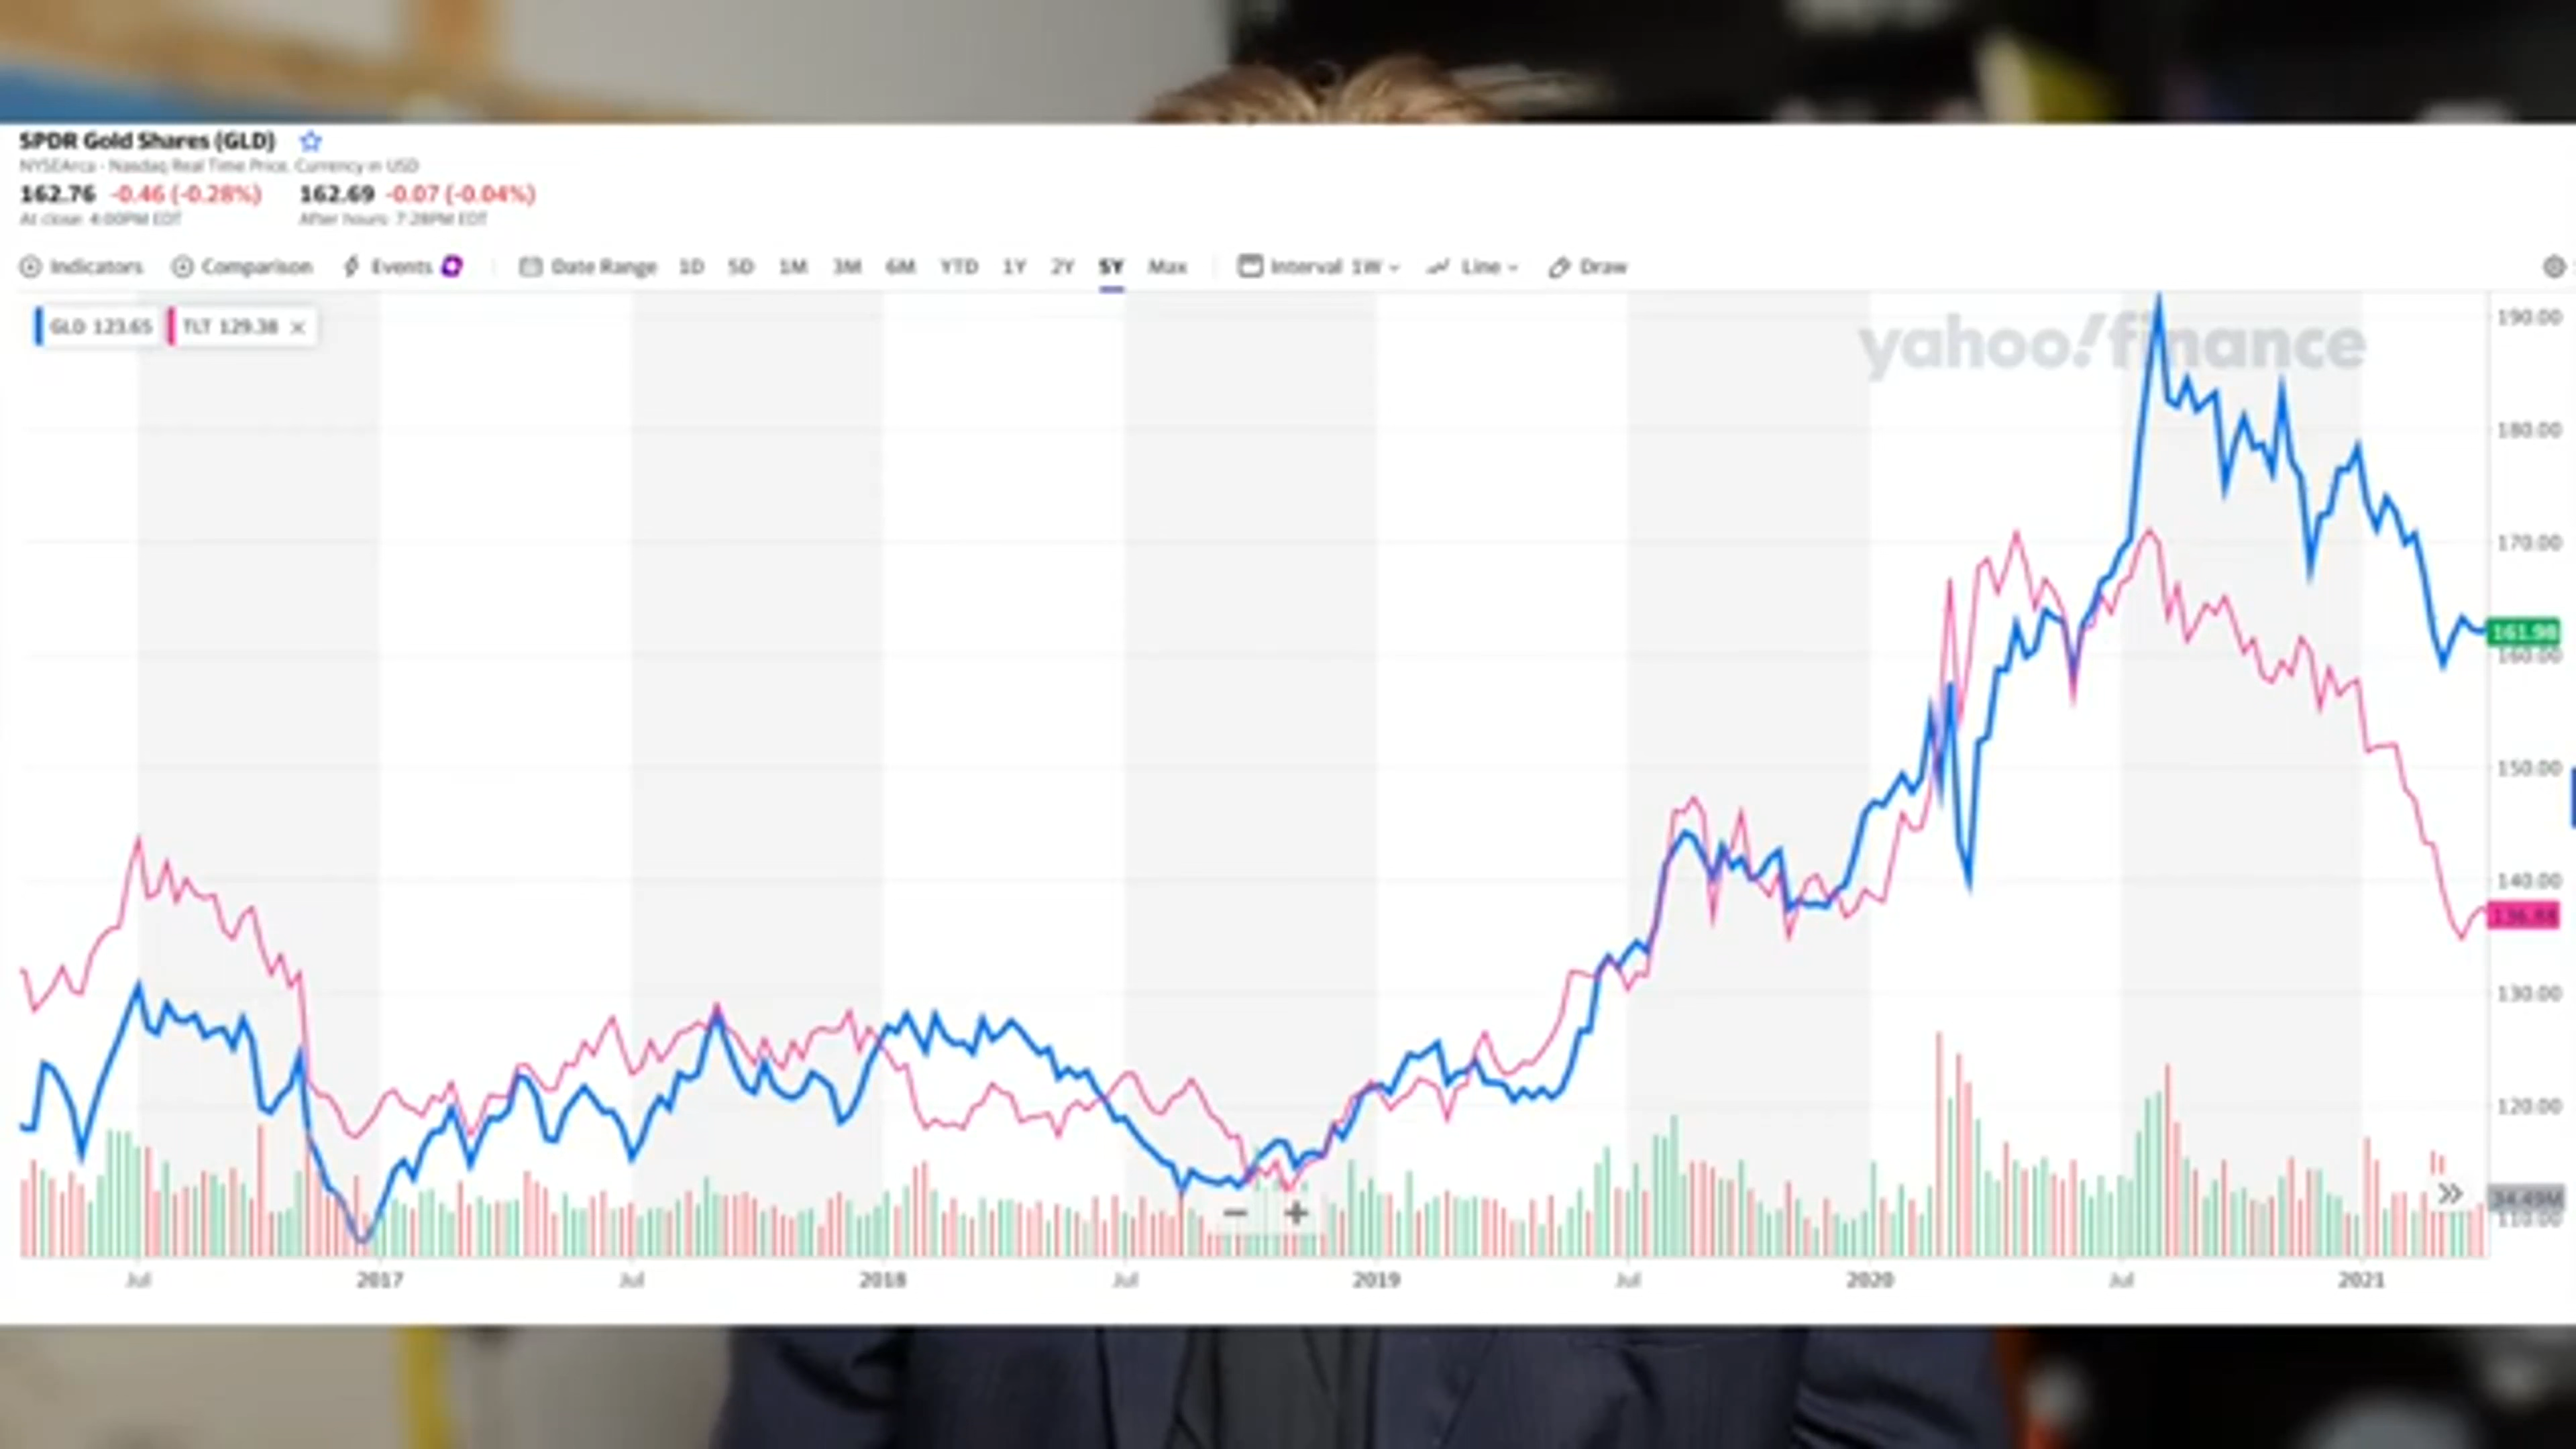 SPDR Gold Shares (GLD)
NYSEArca - Nasdaq Real Time Price. Currency in USD
162.76 -0.46 (-0.28%) 162.69 -0.07 (-0.04%)
At close: 4:00PM EDT After hours: 7:28PM EDT
Indicators Comparison Events Date Range 1D 5D 1M 3M 6M YTD 1Y 2Y 5Y Max Interval 1W Line Draw
GLD 123.65 TLT 129.38
yahoo!finance
190.00
180.00
170.00
161.98
160.00
150.00
140.00
130.00
120.00
34.49M
110.00
Jul 2017 Jul 2018 Jul 2019 Jul 2020 Jul 2021